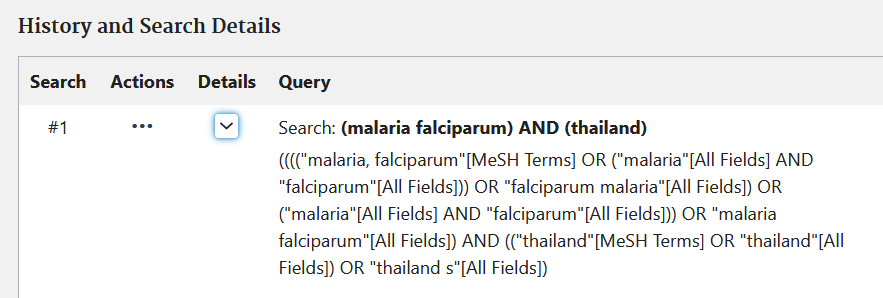 History and Search Details
Search Actions Details Query
#1 ••• Search: (malaria falciparum) AND (thailand)
(((("malaria, falciparum"[MeSH Terms] OR ("malaria"[All Fields] AND
"falciparum"[All Fields])) OR "falciparum malaria"[All Fields]) OR
("malaria"[All Fields] AND "falciparum"[All Fields])) OR "malaria
falciparum"[All Fields]) AND (("thailand"[MeSH Terms] OR "thailand"[All
Fields]) OR "thailand s"[All Fields])